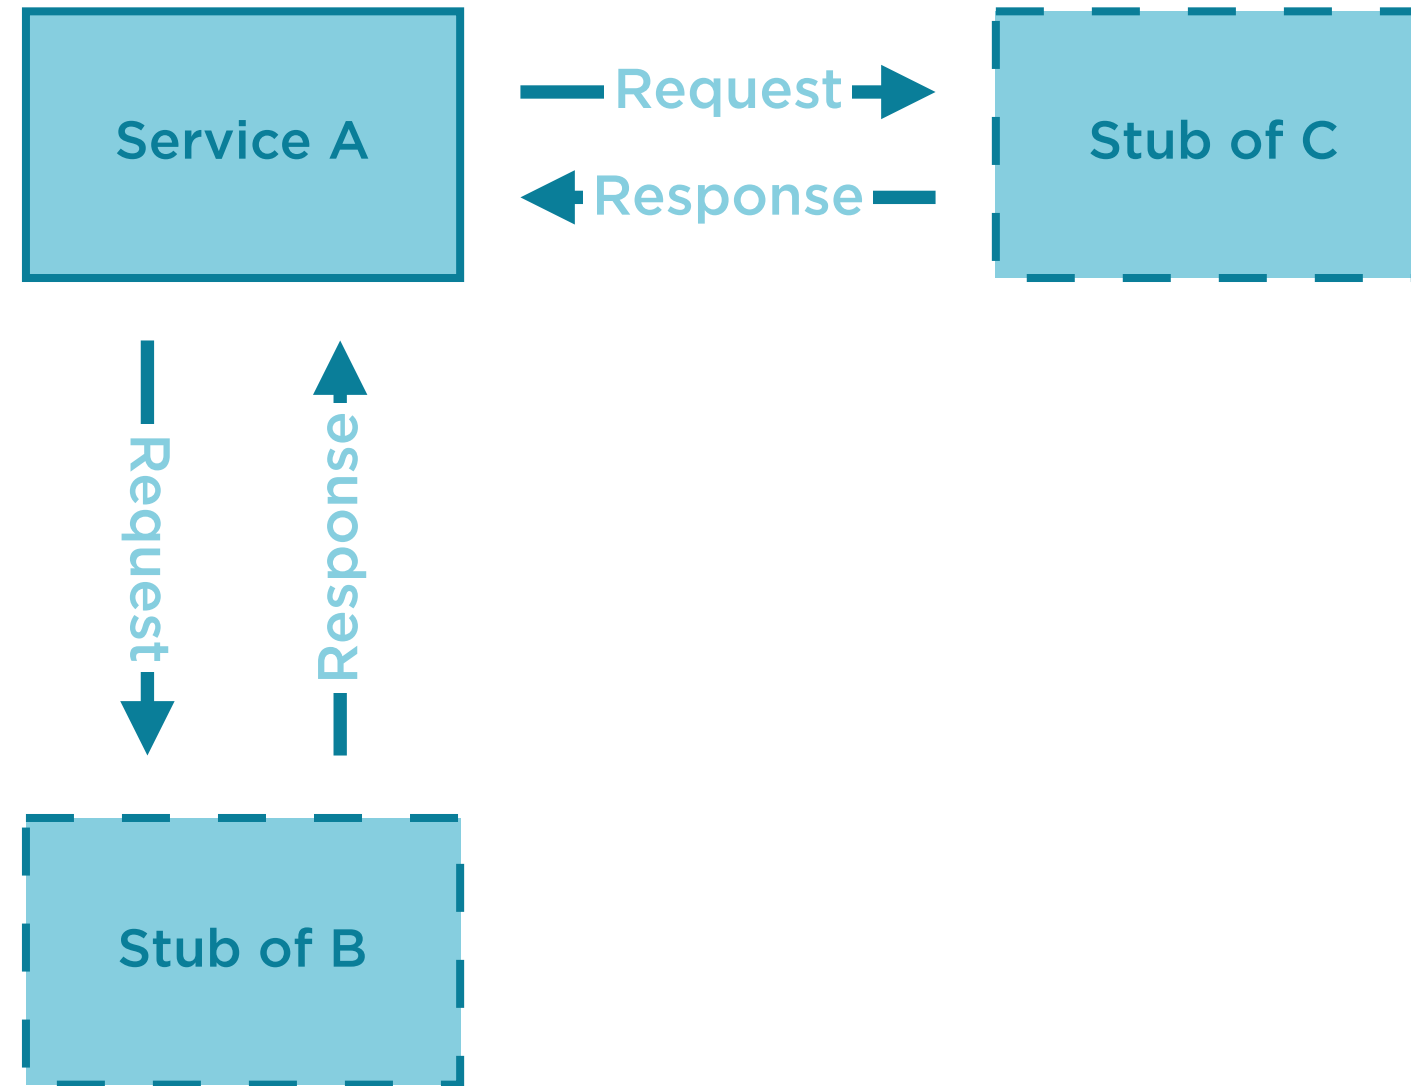 Service A
Request
Response
Stub of C
Request
Response
Stub of B